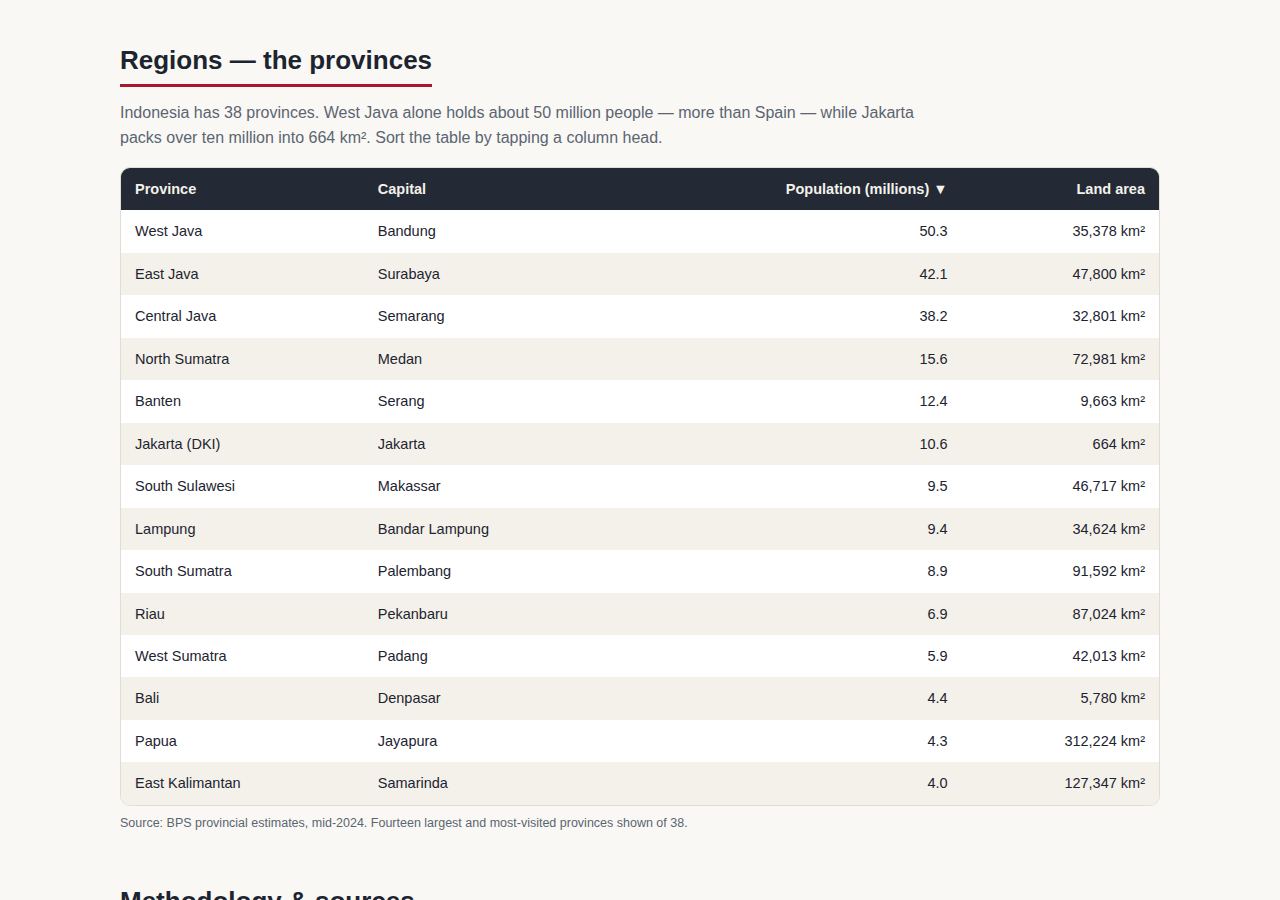 Regions — the provinces
Indonesia has 38 provinces. West Java alone holds about 50 million people — more than Spain — while Jakarta
packs over ten million into 664 km². Sort the table by tapping a column head.
Province Capital Population (millions) ▼ Land area
West Java Bandung 50.3 35,378 km²
East Java Surabaya 42.1 47,800 km²
Central Java Semarang 38.2 32,801 km²
North Sumatra Medan 15.6 72,981 km²
Banten Serang 12.4 9,663 km²
Jakarta (DKI) Jakarta 10.6 664 km²
South Sulawesi Makassar 9.5 46,717 km²
Lampung Bandar Lampung 9.4 34,624 km²
South Sumatra Palembang 8.9 91,592 km²
Riau Pekanbaru 6.9 87,024 km²
West Sumatra Padang 5.9 42,013 km²
Bali Denpasar 4.4 5,780 km²
Papua Jayapura 4.3 312,224 km²
East Kalimantan Samarinda 4.0 127,347 km²
Source: BPS provincial estimates, mid-2024. Fourteen largest and most-visited provinces shown of 38.
Methodology & sources